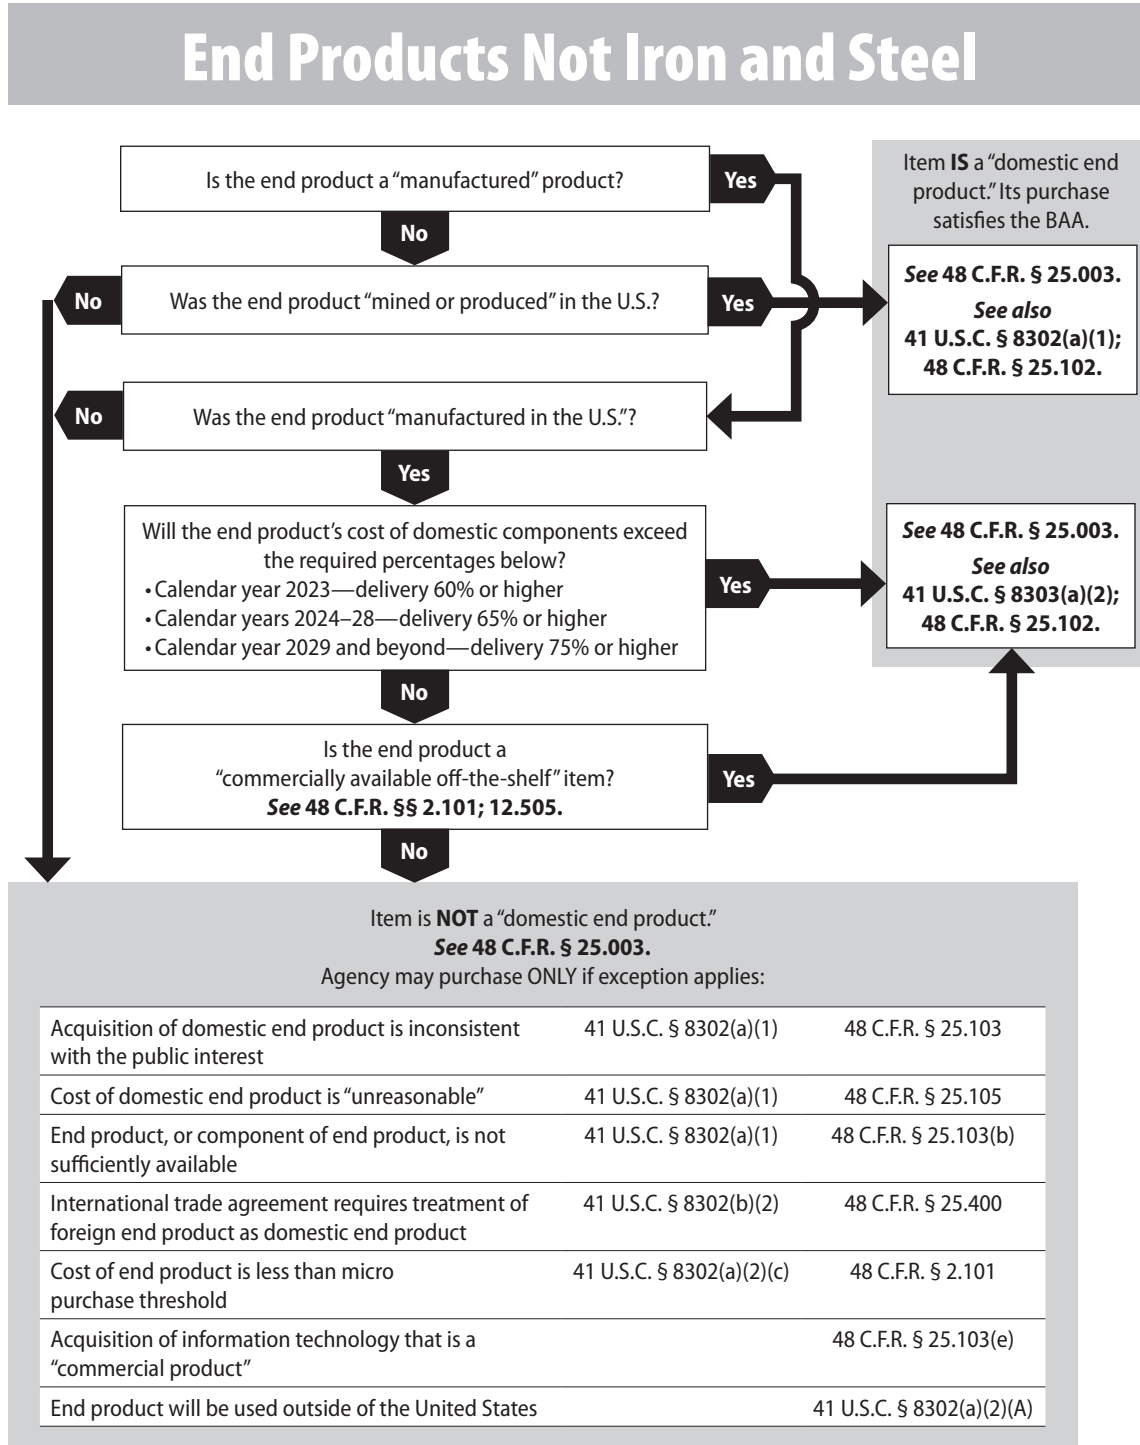 End Products Not Iron and Steel
Is the end product a “manufactured” product?
Yes
No
Item IS a “domestic end
product.” Its purchase
satisfies the BAA.
No
Was the end product “mined or produced” in the U.S.?
Yes
See 48 C.F.R. § 25.003.
See also
41 U.S.C. § 8302(a)(1);
48 C.F.R. § 25.102.
No
Was the end product “manufactured in the U.S.”?
Yes
Will the end product’s cost of domestic components exceed
the required percentages below?
• Calendar year 2023—delivery 60% or higher
• Calendar years 2024–28—delivery 65% or higher
• Calendar year 2029 and beyond—delivery 75% or higher
Yes
See 48 C.F.R. § 25.003.
See also
41 U.S.C. § 8303(a)(2);
48 C.F.R. § 25.102.
No
Is the end product a
“commercially available off-the-shelf” item?
See 48 C.F.R. §§ 2.101; 12.505.
Yes
No
Item is NOT a “domestic end product.”
See 48 C.F.R. § 25.003.
Agency may purchase ONLY if exception applies:
Acquisition of domestic end product is inconsistent 41 U.S.C. § 8302(a)(1) 48 C.F.R. § 25.103
with the public interest
Cost of domestic end product is “unreasonable” 41 U.S.C. § 8302(a)(1) 48 C.F.R. § 25.105
End product, or component of end product, is not 41 U.S.C. § 8302(a)(1) 48 C.F.R. § 25.103(b)
sufficiently available
International trade agreement requires treatment of 41 U.S.C. § 8302(b)(2) 48 C.F.R. § 25.400
foreign end product as domestic end product
Cost of end product is less than micro 41 U.S.C. § 8302(a)(2)(c) 48 C.F.R. § 2.101
purchase threshold
Acquisition of information technology that is a 48 C.F.R. § 25.103(e)
“commercial product”
End product will be used outside of the United States 41 U.S.C. § 8302(a)(2)(A)